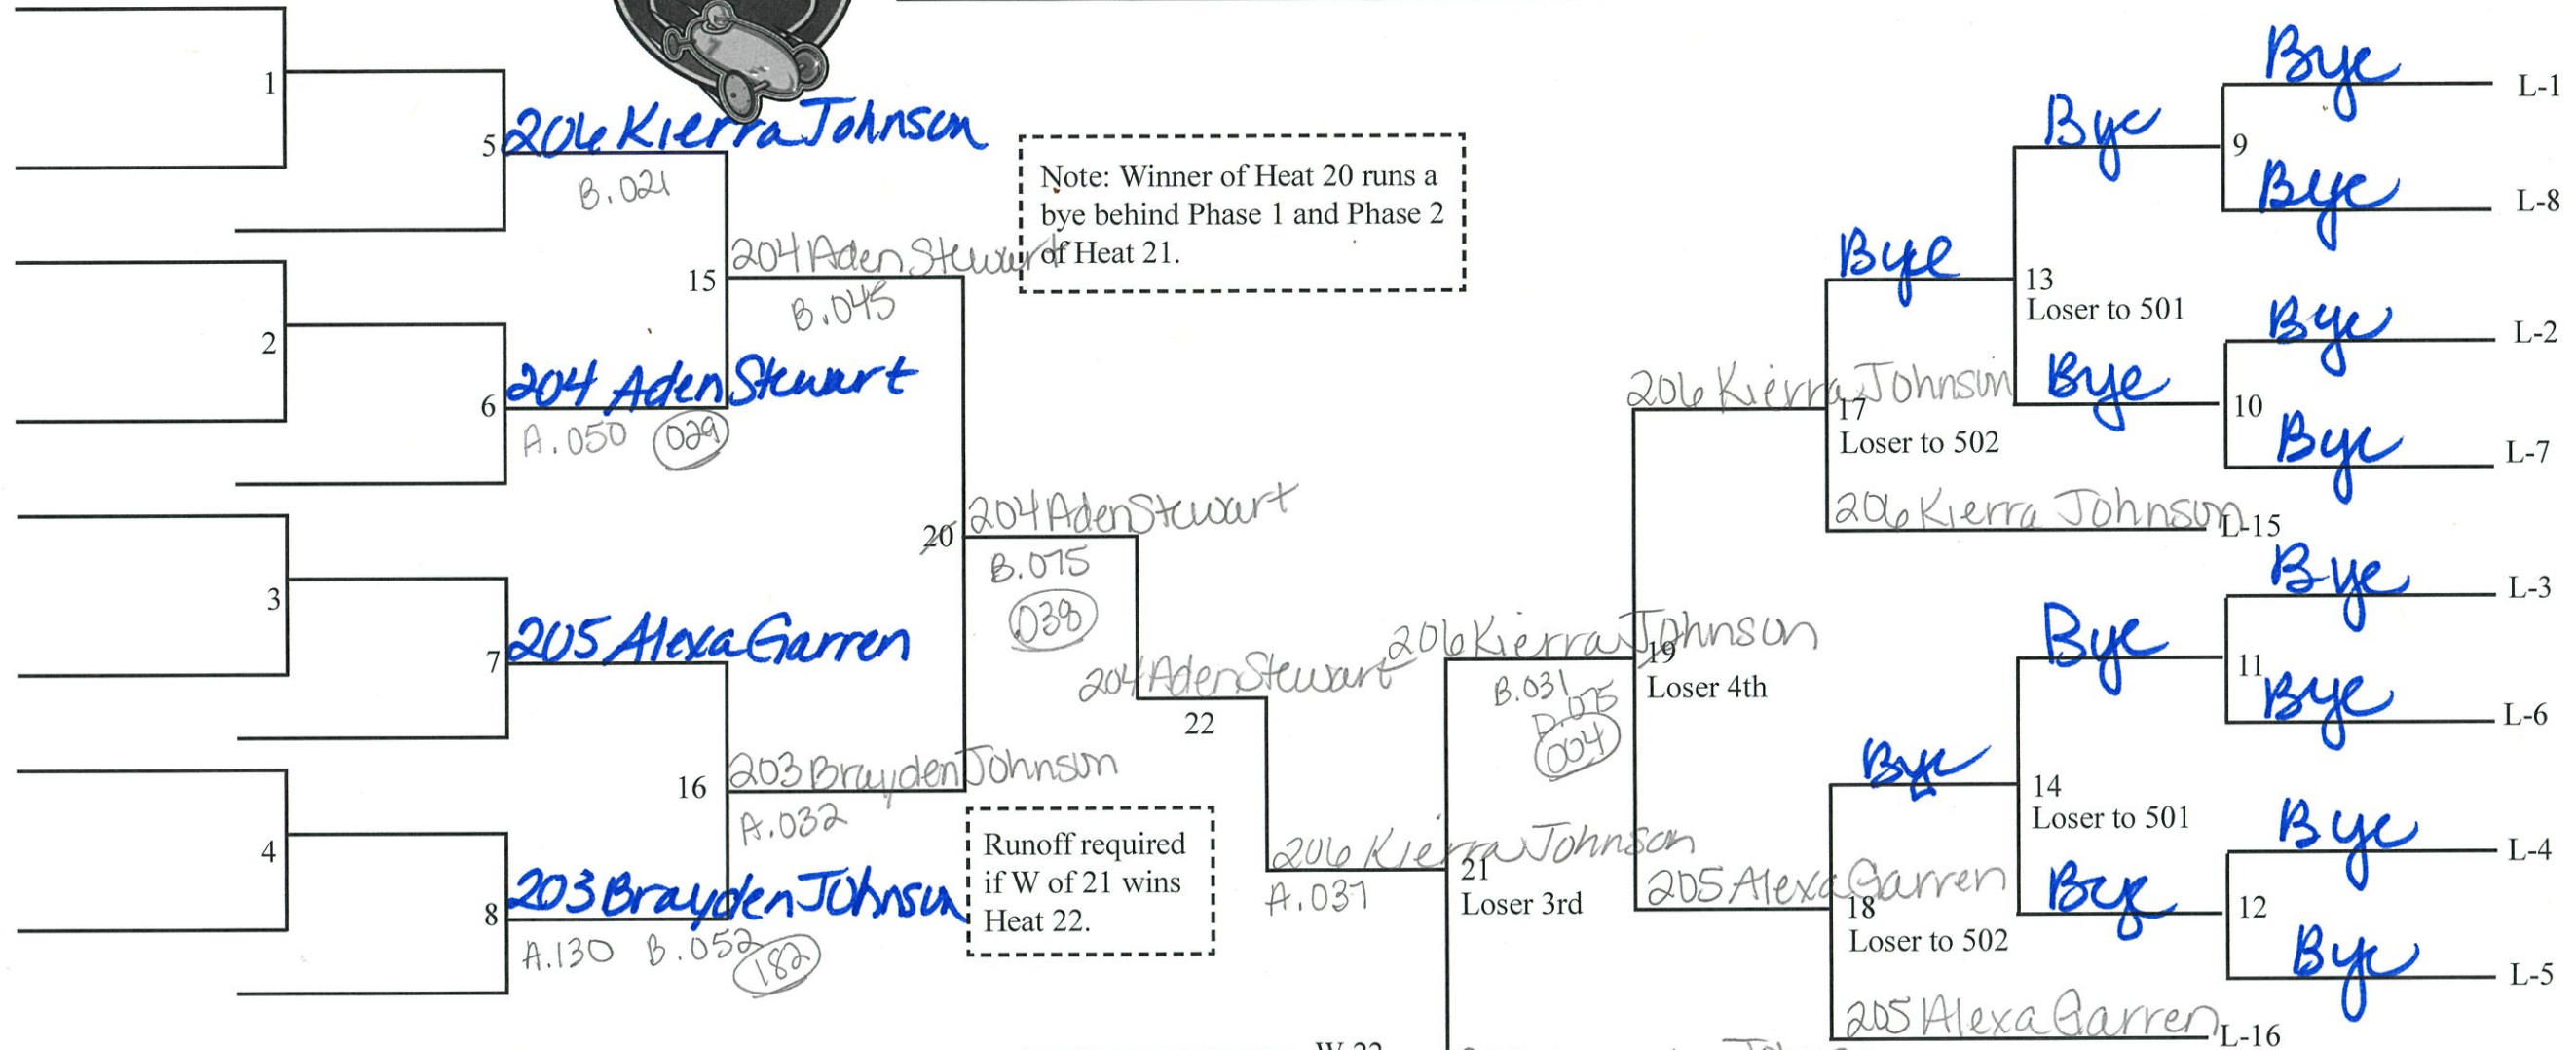 Bye L-1
1
Bye
206 Kierra Johnson
5
9
B.021
Note: Winner of Heat 20 runs a
bye behind Phase 1 and Phase 2
of Heat 21.
Bye L-8
204 Aden Stewart
Bye
15
13
Loser to 501
B.045
Bye L-2
2
204 Aden Stewart
6
A.050 029
206 Kierra Johnson
17
Loser to 502
Bye
10
Bye L-7
204 Aden Stewart
20
B.075
038
206 Kierra Johnson L-15
3
Bye L-3
205 Alexa Garren
7
206 Kierra Johnson
19
Loser 4th
B.031
.075
004
Bye
11
Bye L-6
204 Aden Stewart
22
203 Brayden Johnson
16
A.032
Bye
14
Loser to 501
4
Bye L-4
203 Brayden Johnson
8
A.130 B.052
182
Runoff required
if W of 21 wins
Heat 22.
206 Kierra Johnson
A.031
21
Loser 3rd
205 Alexa Garren
18
Loser to 502
Bye
12
Bye L-5
205 Alexa Garren L-16